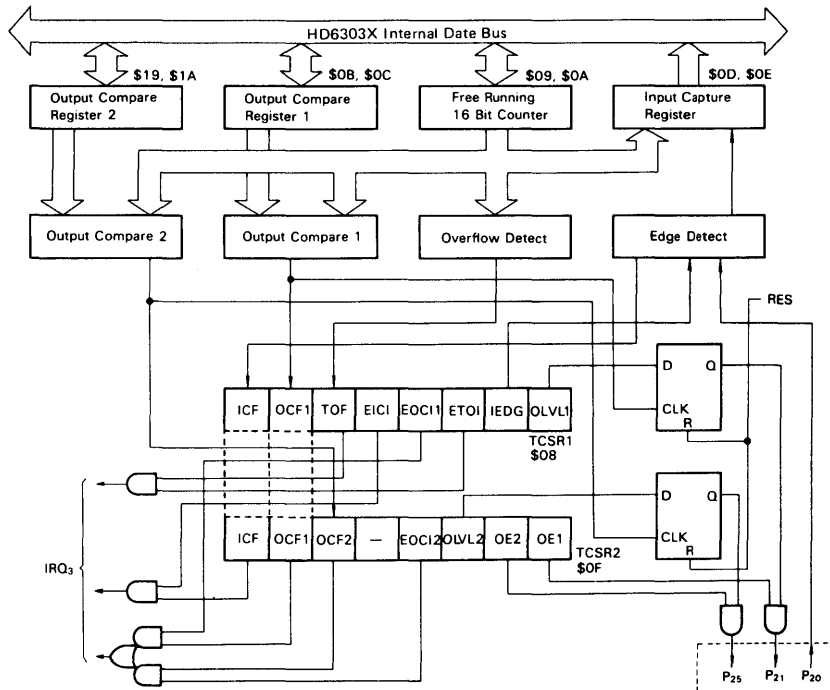 HD6303X Internal Date Bus
$19, $1A
$0B, $0C
$09, $0A
$0D, $0E
Output Compare
Register 2
Output Compare
Register 1
Free Running
16 Bit Counter
Input Capture
Register
Output Compare 2
Output Compare 1
Overflow Detect
Edge Detect
RES
D Q
CLK
R
ICF OCF1 TOF EICI EOCI1 ETOI IEDG OLVL1
TCSR1
$08
D Q
CLK
R
ICF OCF1 OCF2 — EOCI2 OLVL2 OE2 OE1
TCSR2
$0F
IRQ₃
P₂₅ P₂₁ P₂₀